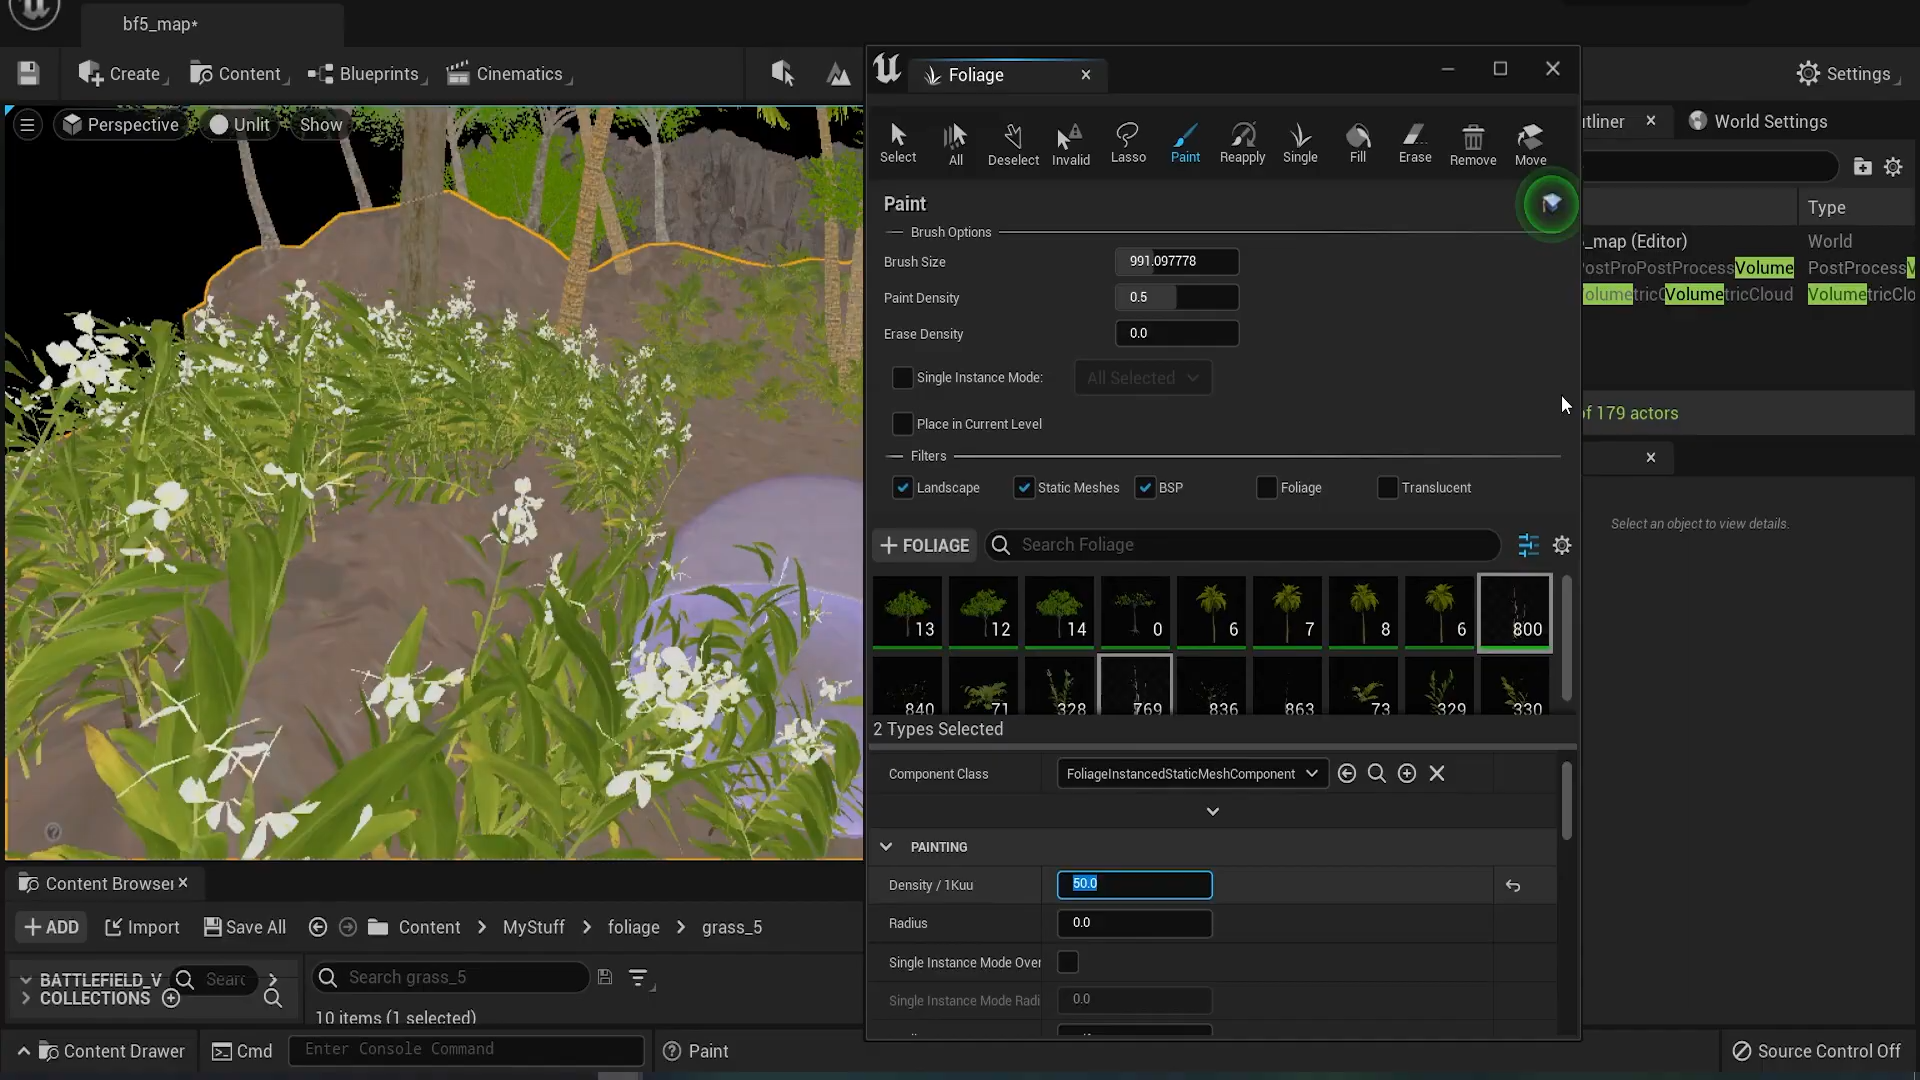 bf5_map*
Create
Content
Blueprints
Cinematics
Settings
Perspective
Unlit
Show
Foliage
Select
All
Deselect
Invalid
Lasso
Paint
Reapply
Single
Fill
Erase
Remove
Move
Paint
Brush Options
Brush Size
991.097778
Paint Density
0.5
Erase Density
0.0
Single Instance Mode:
All Selected
Place in Current Level
Filters
Landscape
Static Meshes
BSP
Foliage
Translucent
FOLIAGE
Search Foliage
13
12
14
0
6
7
8
6
800
840
71
328
769
836
863
73
329
330
2 Types Selected
Component Class
FoliageInstancedStaticMeshComponent
PAINTING
Density / 1Kuu
50.0
Radius
0.0
Single Instance Mode Over
Single Instance Mode Radi
0.0
World Settings
Type
_map (Editor)
World
PostProPostProcessVolume
PostProcessV
VolumetricCloud
VolumetricClo
of 179 actors
Select an object to view details.
Content Browser
ADD
Import
Save All
Content
MyStuff
foliage
grass_5
BATTLEFIELD_V
COLLECTIONS
Search grass_5
10 items (1 selected)
Content Drawer
Cmd
Enter Console Command
Paint
Source Control Off